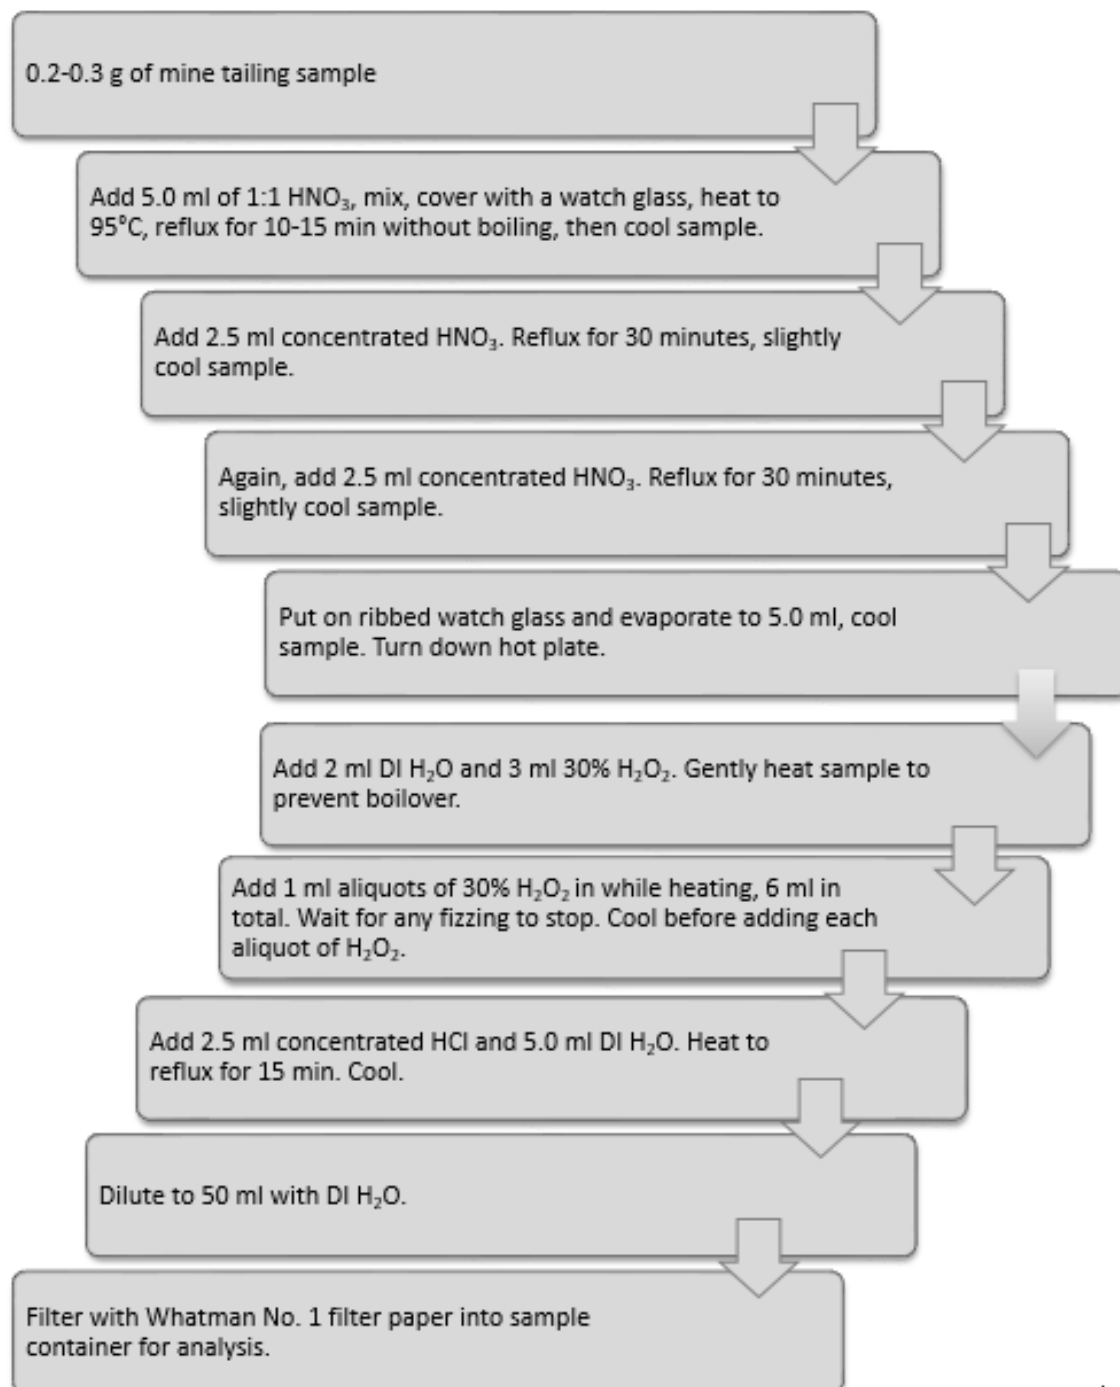 0.2-0.3 g of mine tailing sample
Add 5.0 ml of 1:1 HNO₃, mix, cover with a watch glass, heat to
95⁰C, reflux for 10-15 min without boiling, then cool sample.
Add 2.5 ml concentrated HNO₃. Reflux for 30 minutes, slightly
cool sample.
Again, add 2.5 ml concentrated HNO₃. Reflux for 30 minutes,
slightly cool sample.
Put on ribbed watch glass and evaporate to 5.0 ml, cool
sample. Turn down hot plate.
Add 2 ml DI H₂O and 3 ml 30% H₂O₂. Gently heat sample to
prevent boilover.
Add 1 ml aliquots of 30% H₂O₂ in while heating, 6 ml in
total. Wait for any fizzing to stop. Cool before adding each
aliquot of H₂O₂.
Add 2.5 ml concentrated HCl and 5.0 ml DI H₂O. Heat to
reflux for 15 min. Cool.
Dilute to 50 ml with DI H₂O.
Filter with Whatman No. 1 filter paper into sample
container for analysis.